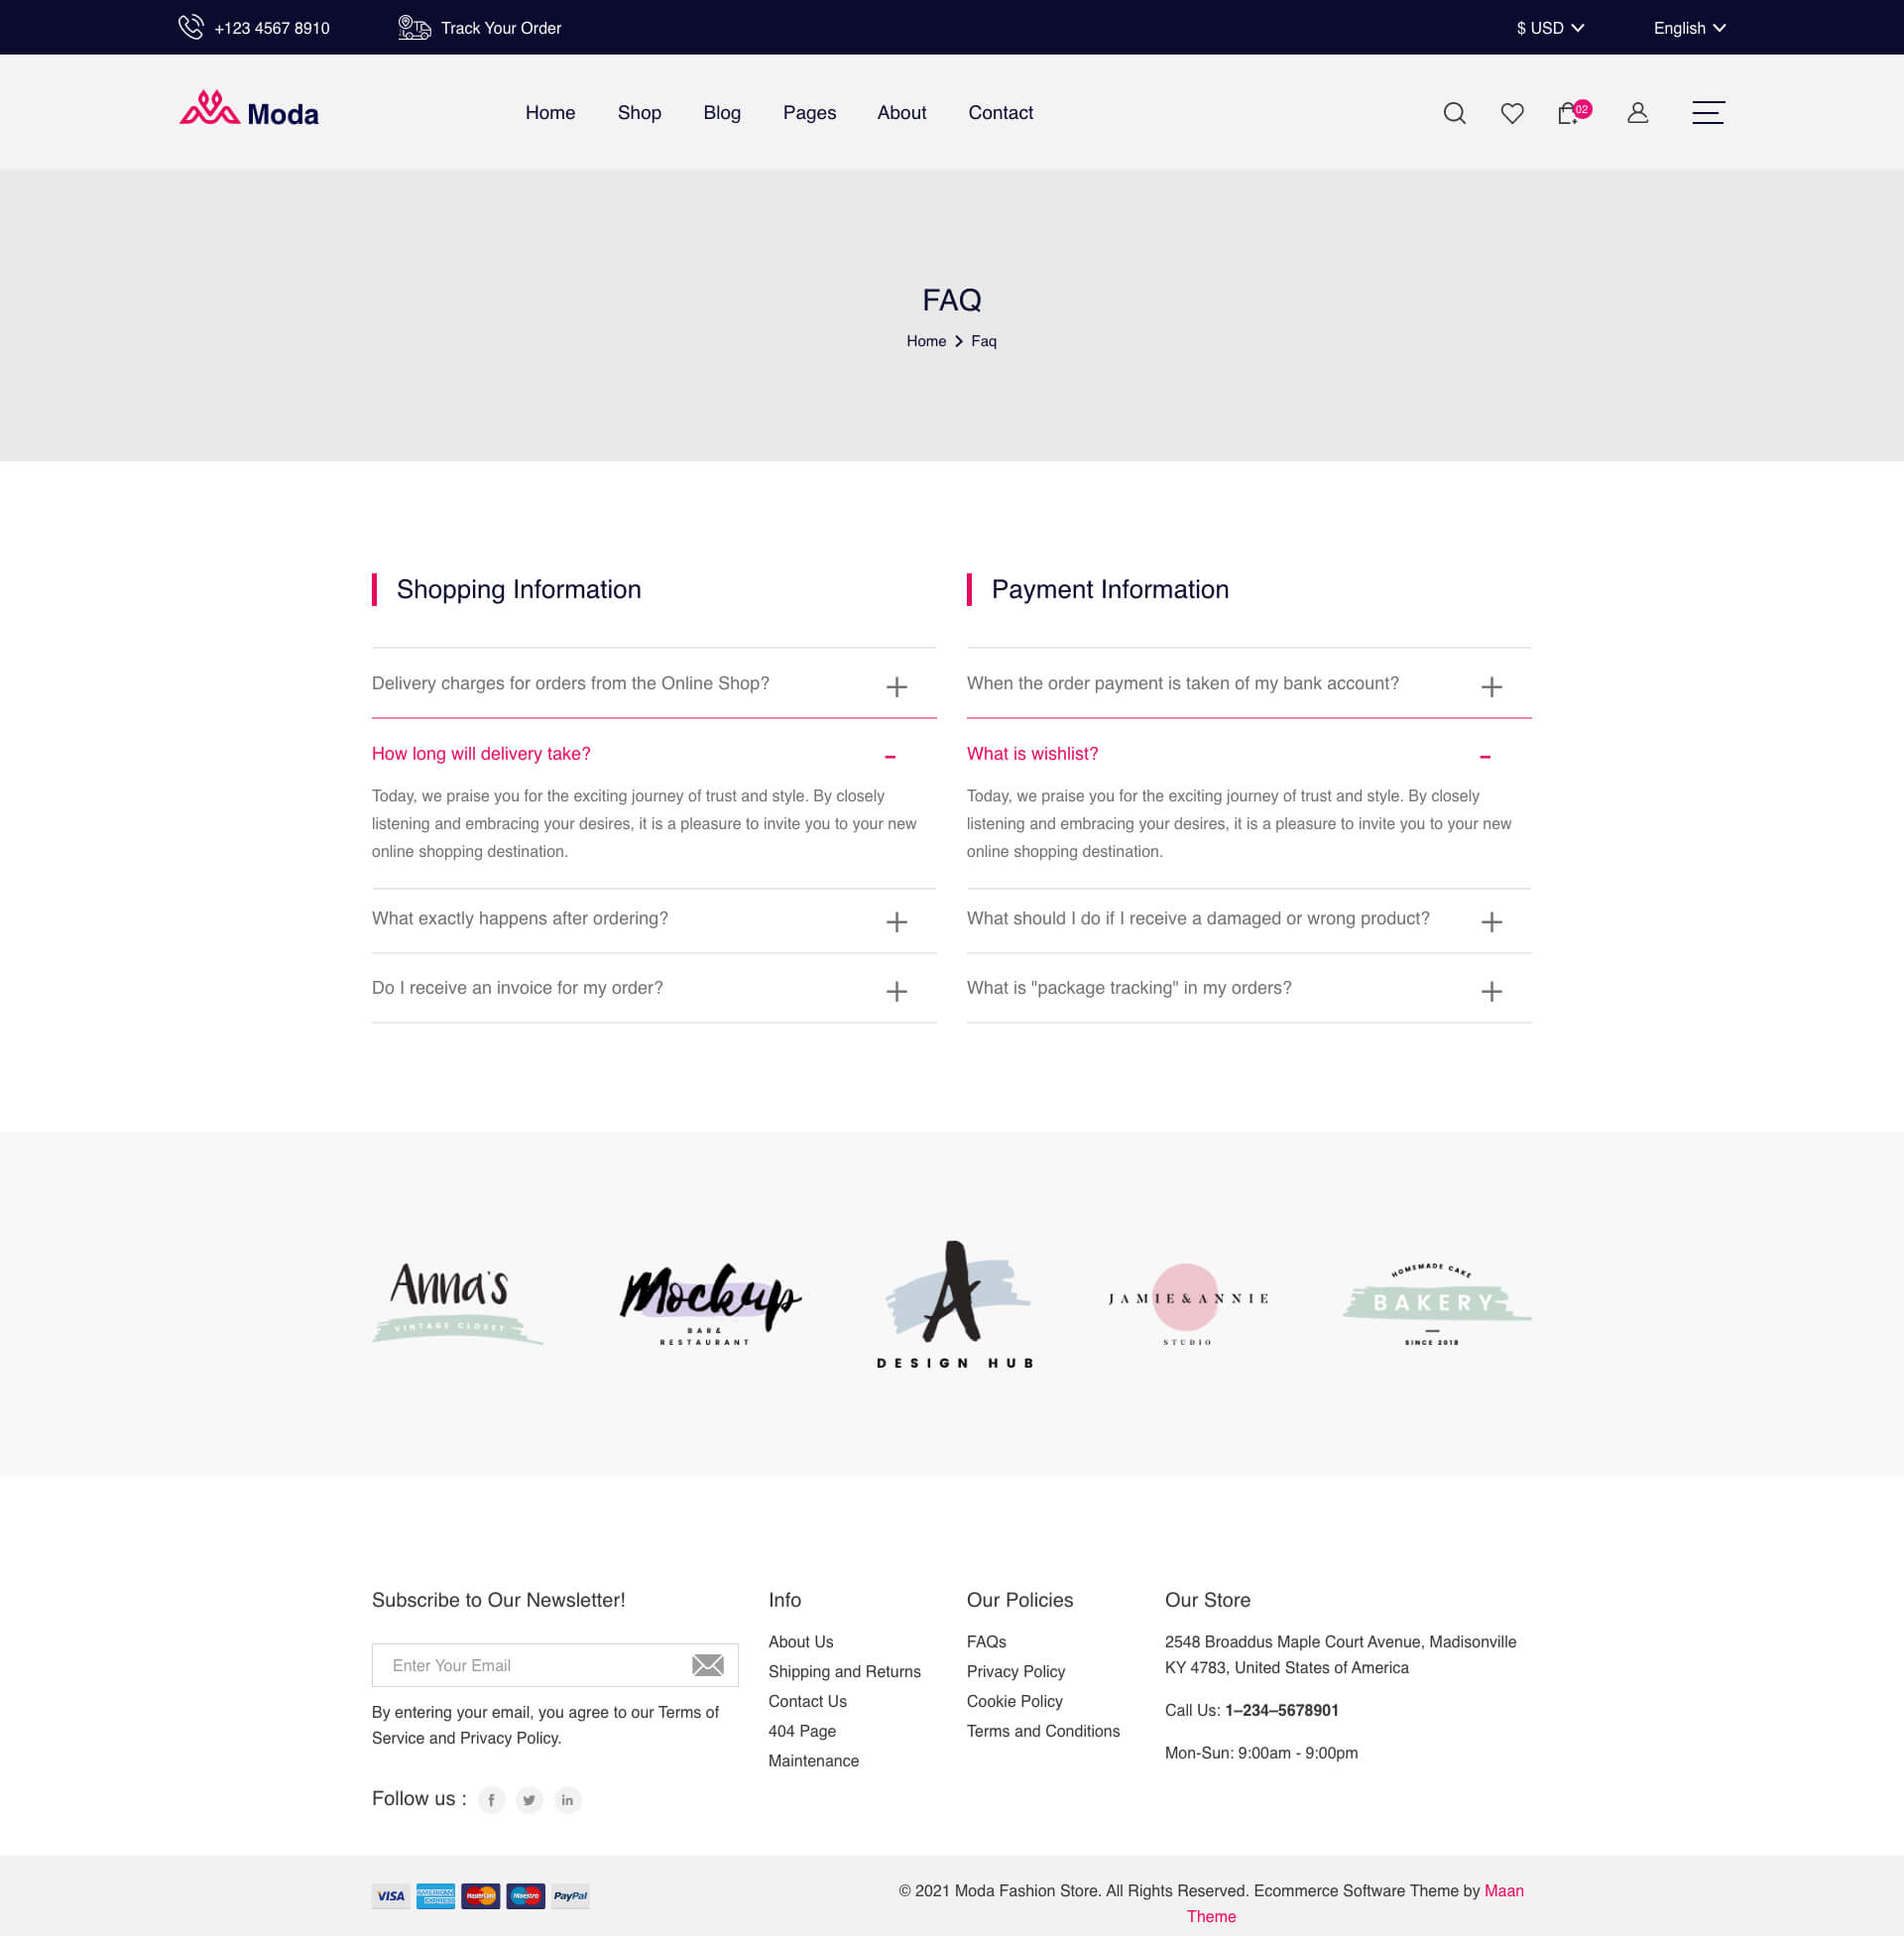 +123 4567 8910
Track Your Order
$ USD
English
Moda
Home
Shop
Blog
Pages
About
Contact
02
FAQ
Home
Faq
Shopping Information
Delivery charges for orders from the Online Shop?
How long will delivery take?
Today, we praise you for the exciting journey of trust and style. By closely
listening and embracing your desires, it is a pleasure to invite you to your new
online shopping destination.
What exactly happens after ordering?
Do I receive an invoice for my order?
Payment Information
When the order payment is taken of my bank account?
What is wishlist?
Today, we praise you for the exciting journey of trust and style. By closely
listening and embracing your desires, it is a pleasure to invite you to your new
online shopping destination.
What should I do if I receive a damaged or wrong product?
What is "package tracking" in my orders?
Anna's
VINTAGE CLOSET
Mockup
BAR &
RESTAURANT
A
DESIGN HUB
JAMIE & ANNIE
STUDIO
HOMEMADE CAKE
BAKERY
SINCE 2018
Subscribe to Our Newsletter!
Enter Your Email
By entering your email, you agree to our Terms of
Service and Privacy Policy.
Follow us :
Info
About Us
Shipping and Returns
Contact Us
404 Page
Maintenance
Our Policies
FAQs
Privacy Policy
Cookie Policy
Terms and Conditions
Our Store
2548 Broaddus Maple Court Avenue, Madisonville
KY 4783, United States of America
Call Us: 1–234–5678901
Mon-Sun: 9:00am - 9:00pm
VISA
AMERICAN
EXPRESS
MasterCard
Maestro
PayPal
© 2021 Moda Fashion Store. All Rights Reserved. Ecommerce Software Theme by Maan
Theme